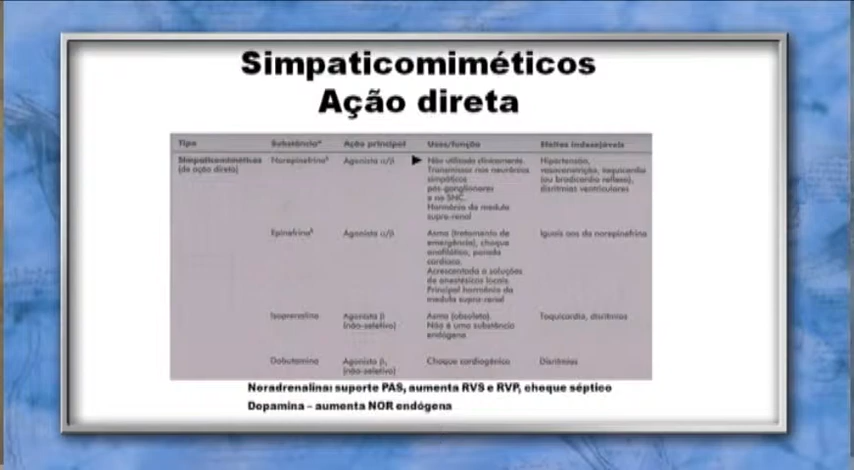 Simpaticomiméticos
Ação direta
Tipo Substância* Ação principal Usos/função Efeitos indesejáveis
Simpaticomiméticos Norepinefrina Agonista α/β Não utilizado clinicamente. Hipertensão,
(de ação direta) Transmissor nos neurônios vasoconstrição, taquicardia
simpáticos (ou bradicardia reflexa),
pós-ganglionares disritmias ventriculares
e no SNC.
Hormônio da medula
supra-renal
Epinefrina Agonista α/β Asma (tratamento de Iguais aos da norepinefrina
emergência), choque
anafilático, parada
cardíaca.
Acrescentada a soluções
de anestésicos locais.
Principal hormônio da
medula supra-renal
Isoprenalina Agonista β Asma (obsoleto). Taquicardia, disritmias
(não-seletivo) Não é uma substância
endógena
Dobutamina Agonista Choque cardiogênico Disritmias
(não-seletivo)
Noradrenalina: suporte PAS, aumenta RVS e RVP, choque séptico
Dopamina – aumenta NOR endógena